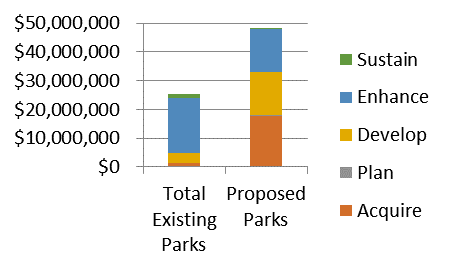 $50,000,000
$40,000,000
$30,000,000
$20,000,000
$10,000,000
$0
Total
Existing
Parks
Proposed
Parks
Sustain
Enhance
Develop
Plan
Acquire